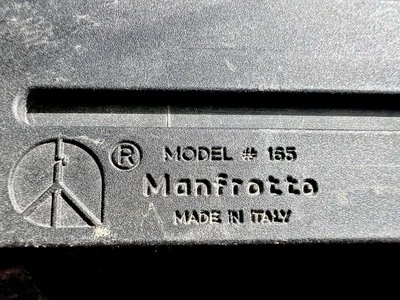 ® MODEL # 165
Manfrotto
MADE IN ITALY